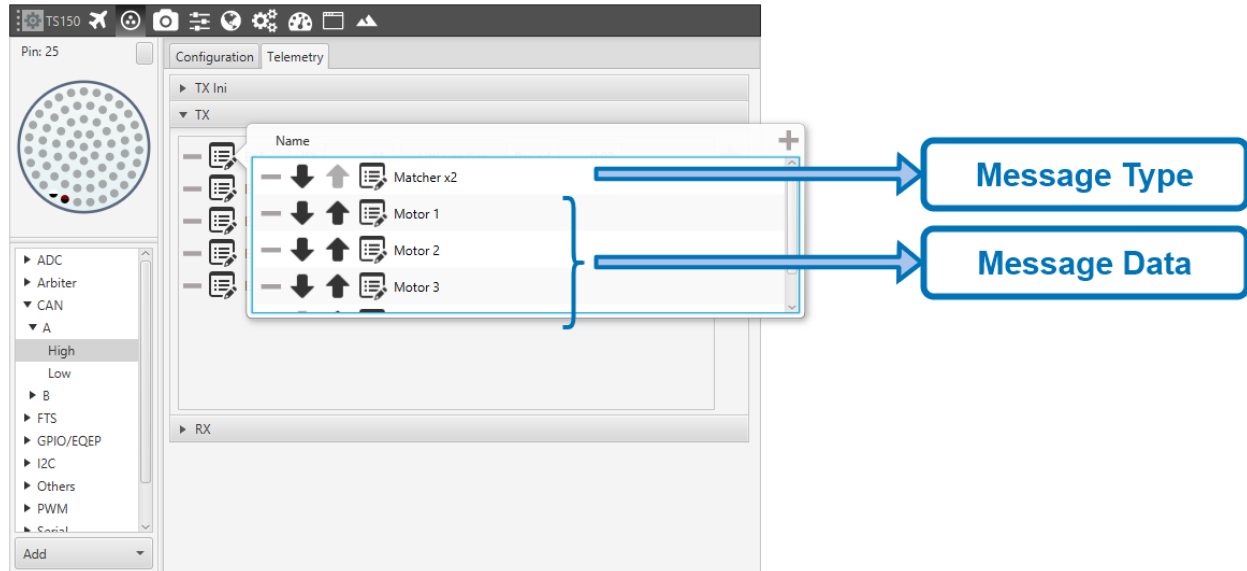 TS150
Pin: 25
Configuration
Telemetry
TX Ini
TX
Name
Matcher x2
Motor 1
Motor 2
Motor 3
Message Type
Message Data
ADC
Arbiter
CAN
A
High
Low
B
FTS
GPIO/EQEP
I2C
Others
PWM
Serial
Add
RX